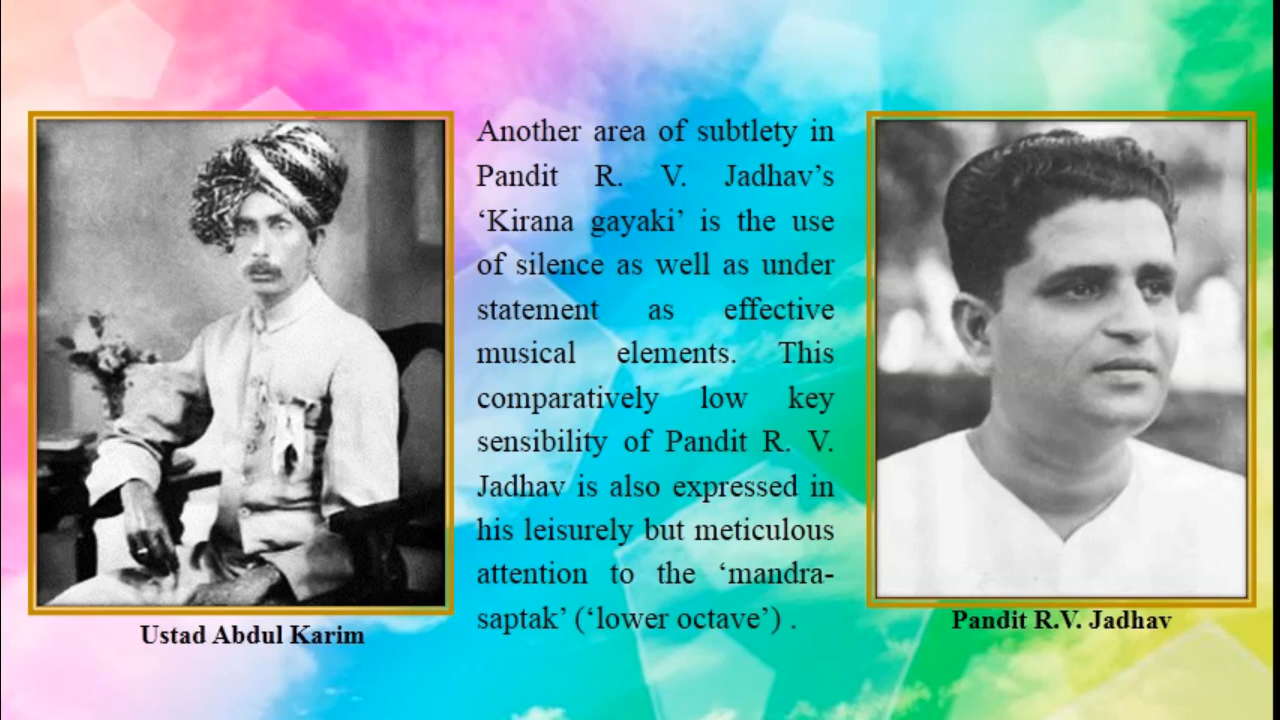 Another area of subtlety in
Pandit R. V. Jadhav’s
‘Kirana gayaki’ is the use
of silence as well as under
statement as effective
musical elements. This
comparatively low key
sensibility of Pandit R. V.
Jadhav is also expressed in
his leisurely but meticulous
attention to the ‘mandra-
saptak’ (‘lower octave’) .
Ustad Abdul Karim
Pandit R.V. Jadhav